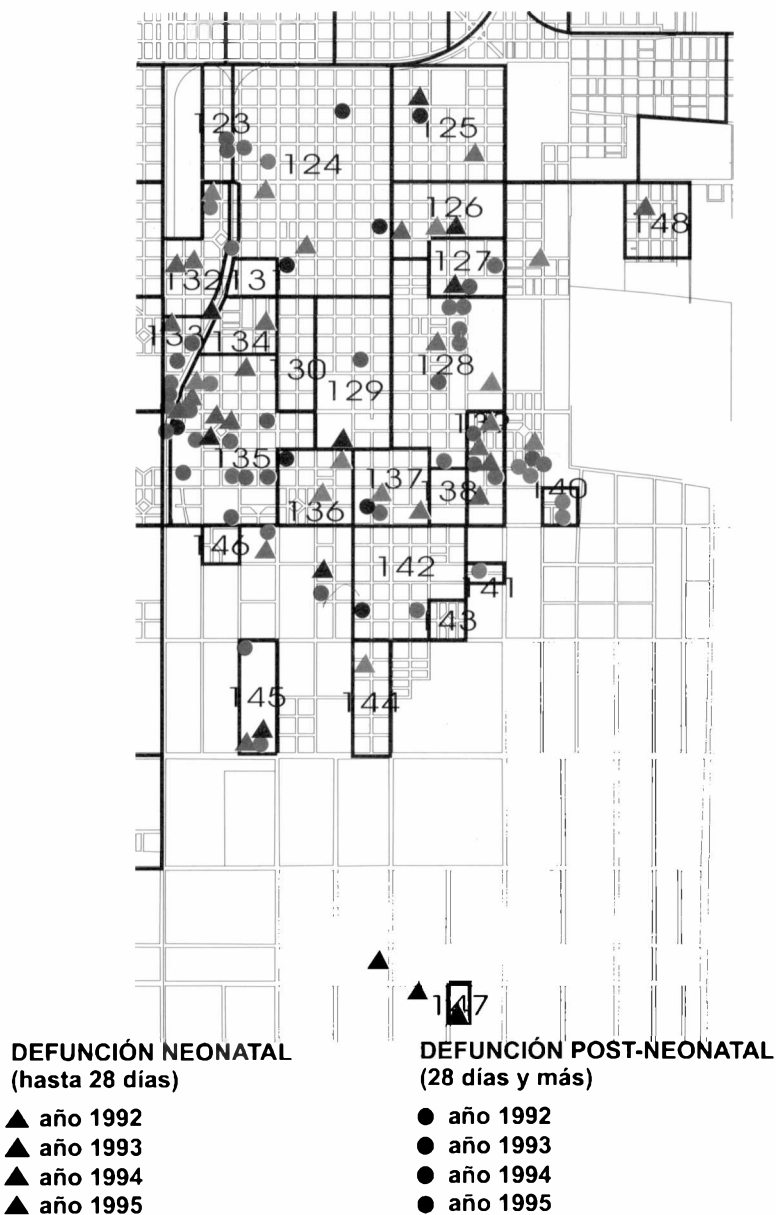 123
125
124
126
148
127
132
131
133
134
128
130
129
135
137
138
140
136
146
142
141
143
145
144
147
DEFUNCIÓN NEONATAL
(hasta 28 días)
año 1992
año 1993
año 1994
año 1995
DEFUNCIÓN POST-NEONATAL
(28 días y más)
año 1992
año 1993
año 1994
año 1995